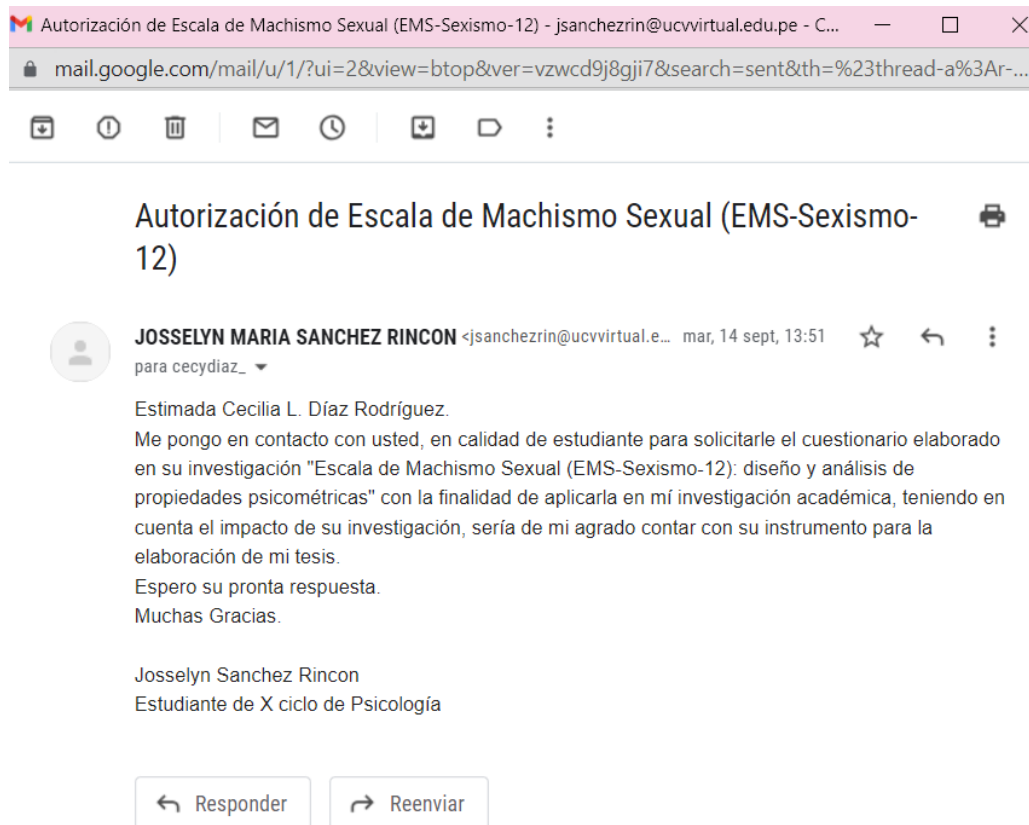 Autorización de Escala de Machismo Sexual (EMS-Sexismo-12) - jsanchezrin@ucvvirtual.edu.pe - C...
mail.google.com/mail/u/1/?ui=2&view=btop&ver=vzwcd9j8gji7&search=sent&th=%23thread-a%3Ar-...
Autorización de Escala de Machismo Sexual (EMS-Sexismo-
12)
JOSSELYN MARIA SANCHEZ RINCON <jsanchezrin@ucvvirtual.e... mar, 14 sept, 13:51
para cecydiaz_
Estimada Cecilia L. Díaz Rodríguez.
Me pongo en contacto con usted, en calidad de estudiante para solicitarle el cuestionario elaborado
en su investigación "Escala de Machismo Sexual (EMS-Sexismo-12): diseño y análisis de
propiedades psicométricas" con la finalidad de aplicarla en mí investigación académica, teniendo en
cuenta el impacto de su investigación, sería de mi agrado contar con su instrumento para la
elaboración de mi tesis.
Espero su pronta respuesta.
Muchas Gracias.
Josselyn Sanchez Rincon
Estudiante de X ciclo de Psicología
Responder
Reenviar